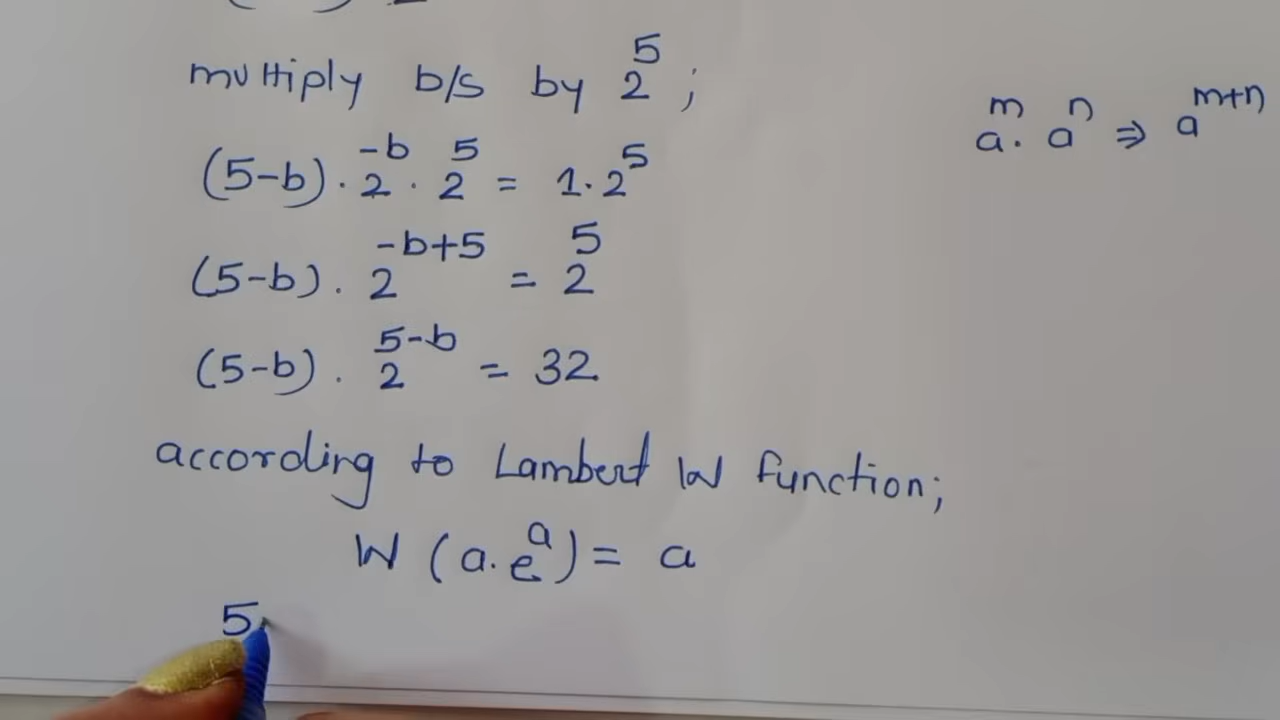 multiply b/s by 2^5 ;
a^m . a^n ⇒ a^{m+n}
(5-b) . 2^{-b} . 2^5 = 1 . 2^5
(5-b) . 2^{-b+5} = 2^5
(5-b) . 2^{5-b} = 32
according to Lambert W function;
W (a. e^a) = a
5